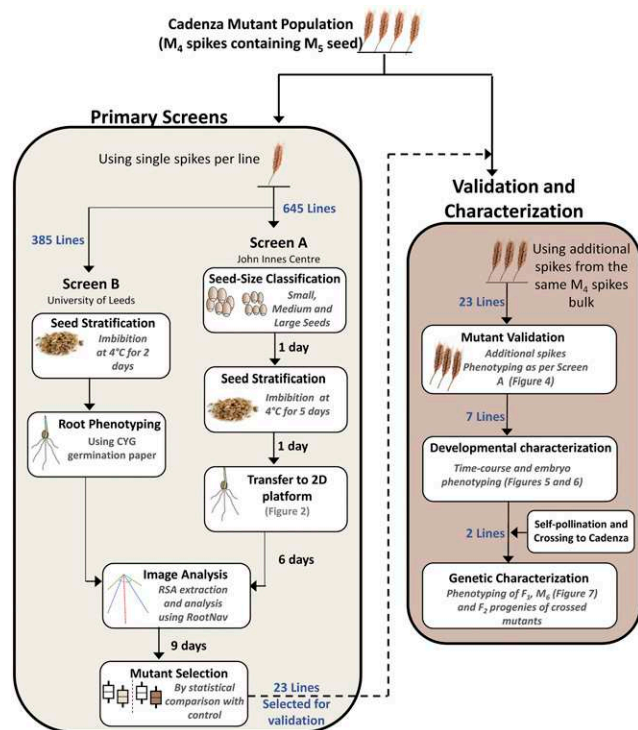 Cadenza Mutant Population
(M₄ spikes containing M₅ seed)
Primary Screens
Using single spikes per line
645 Lines
385 Lines
Screen A
John Innes Centre
Seed-Size Classification
Small,
Medium and
Large Seeds
1 day
Seed Stratification
Imbibition at
4°C for 5 days
1 day
Transfer to 2D
platform
(Figure 2)
6 days
Screen B
University of Leeds
Seed Stratification
Imbibition
at 4°C for 2
days
Root Phenotyping
Using CYG
germination paper
Image Analysis
RSA extraction
and analysis
using RootNav
9 days
Mutant Selection
By statistical
comparison with
control
23 Lines
Selected for
validation
Validation and
Characterization
Using additional
spikes from
the same M₄ spikes
bulk
23 Lines
Mutant Validation
Additional spikes
Phenotyping as per Screen
A (Figure 4)
7 Lines
Developmental characterization
Time-course and embryo
phenotyping (Figures 5 and 6)
2 Lines
Self-pollination and
Crossing to Cadenza
Genetic Characterization
Phenotyping of F₁, M₆ (Figure 7)
and F₂ progenies of crossed
mutants